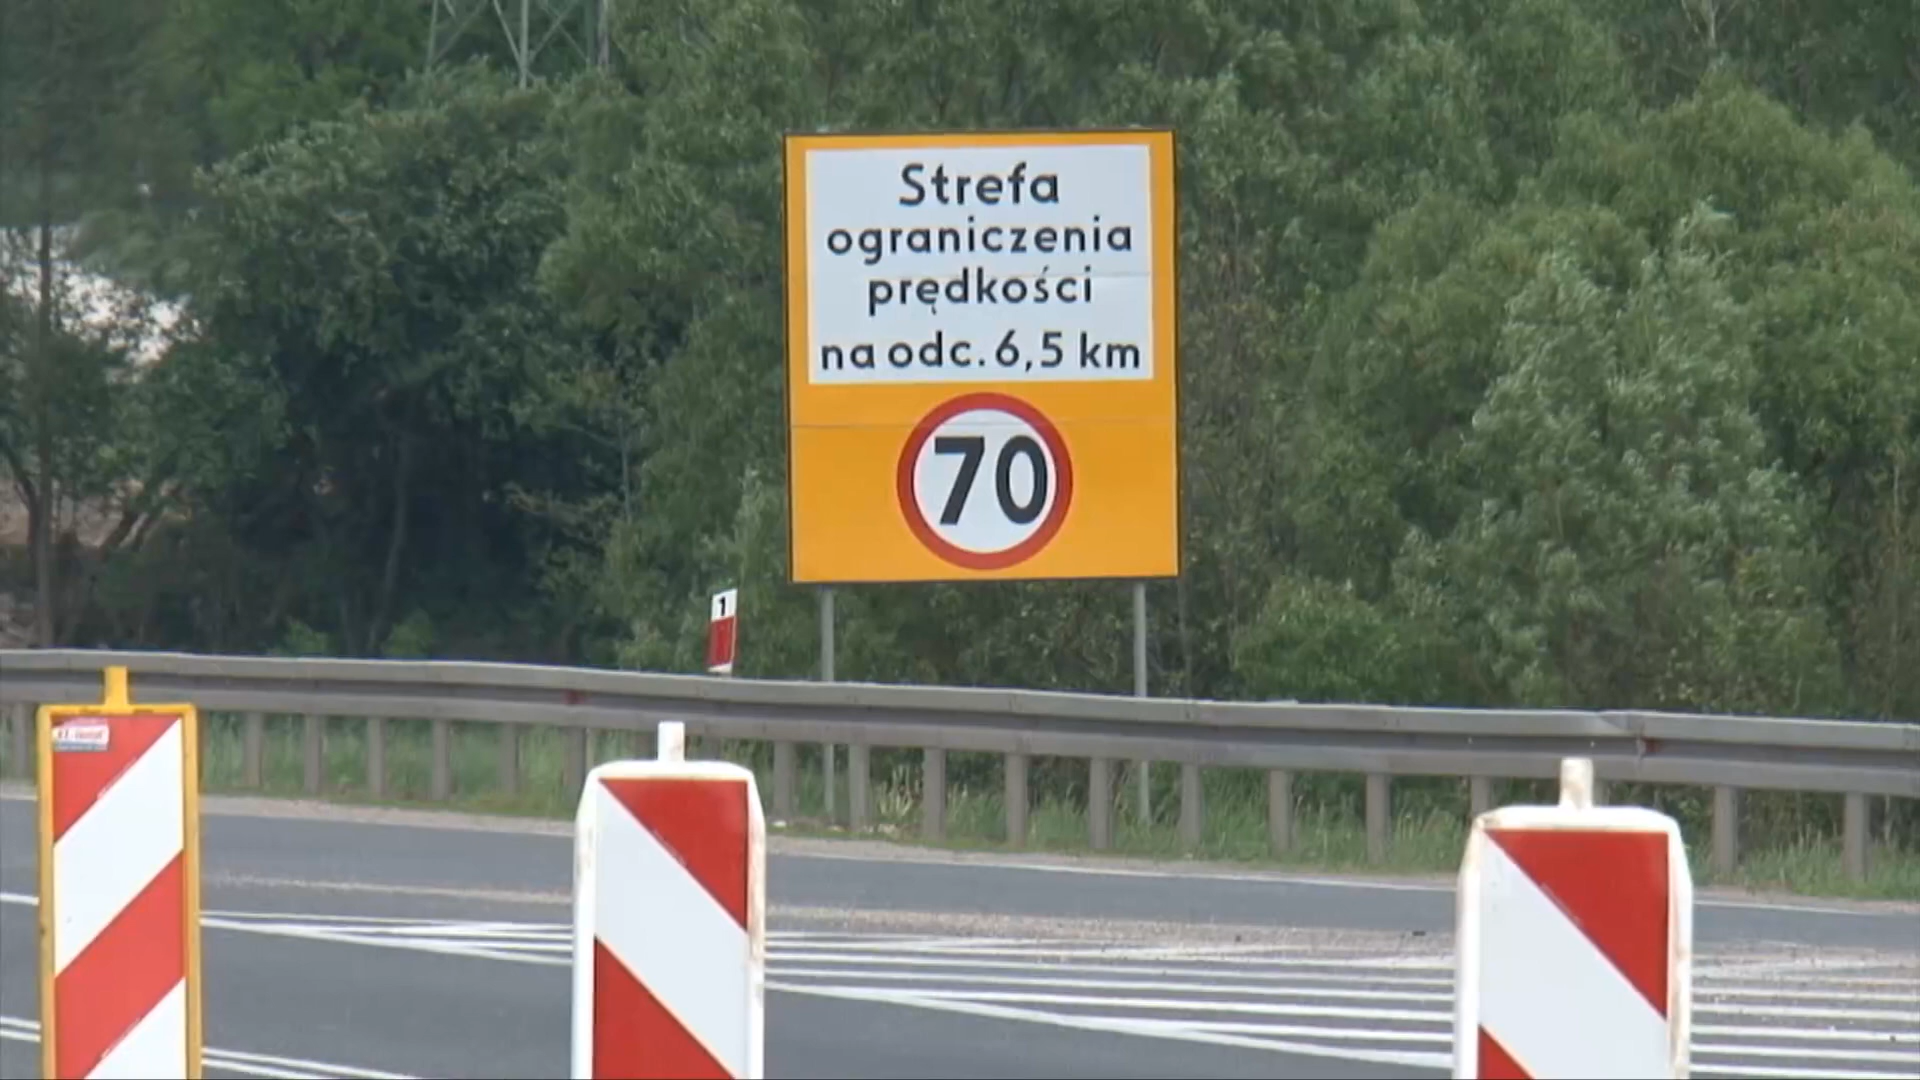 Strefa
ograniczenia
prędkości
na odc. 6,5 km
70
1